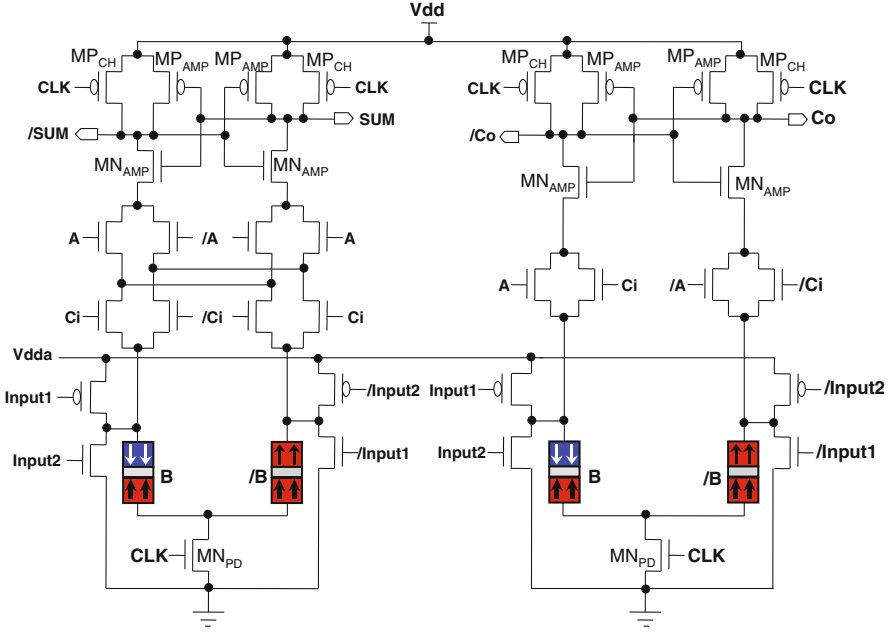 Vdd
MP_CH MP_AMP MP_AMP MP_CH MP_CH MP_AMP MP_AMP MP_CH
CLK CLK CLK CLK
SUM Co
/SUM /Co
MN_AMP MN_AMP MN_AMP MN_AMP
A /A A A Ci /A /Ci
Ci /Ci Ci
Vdda
Input1 /Input2 Input1 /Input2
Input2 /Input1 Input2 /Input1
B /B B /B
CLK MN_PD MN_PD CLK